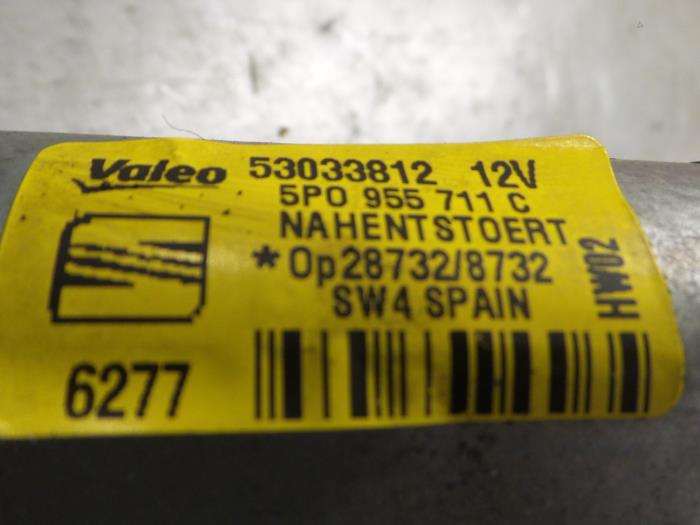 Valeo 53033812 12V
5P0 955 711 C
NAHENTSTOERT
*Op28732/8732
SW4 SPAIN
HW02
6277